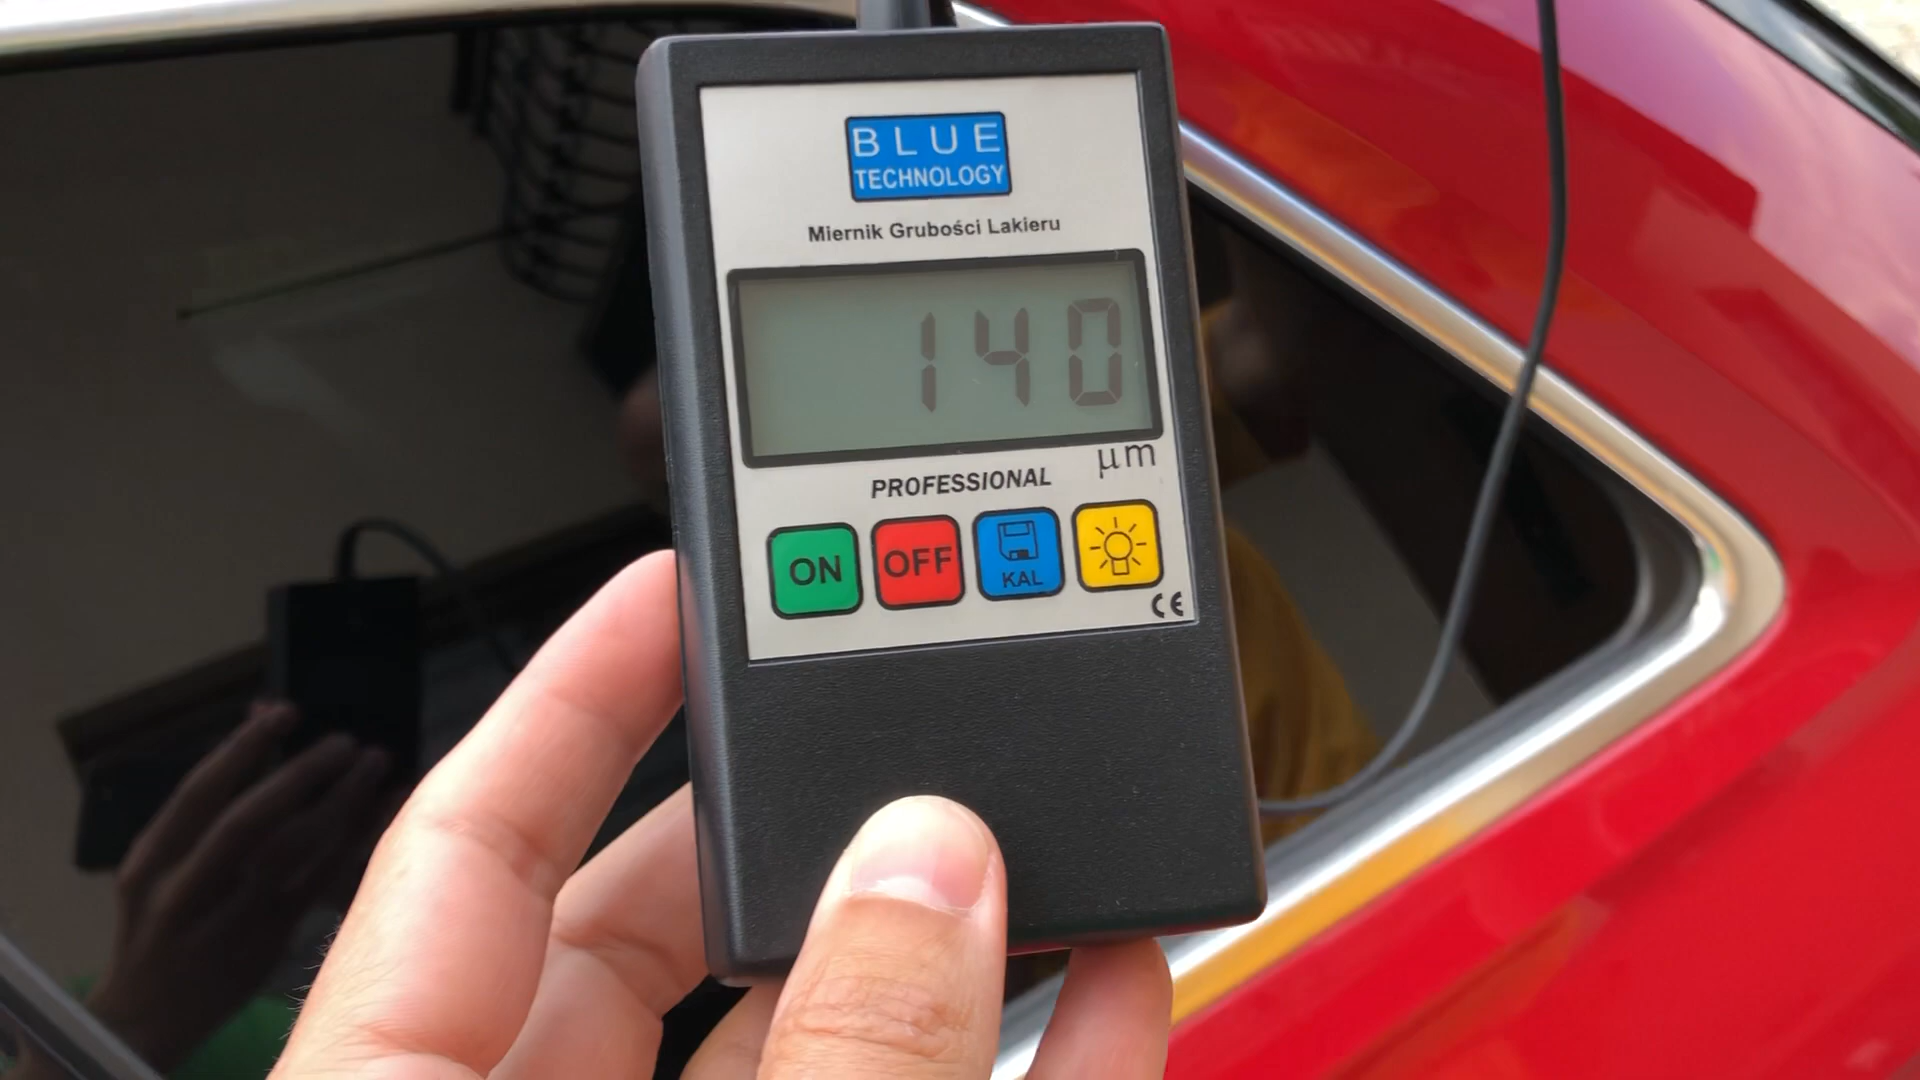 BLUE
TECHNOLOGY
Miernik Grubości Lakieru
140
µm
PROFESSIONAL
ON
OFF
KAL
CE